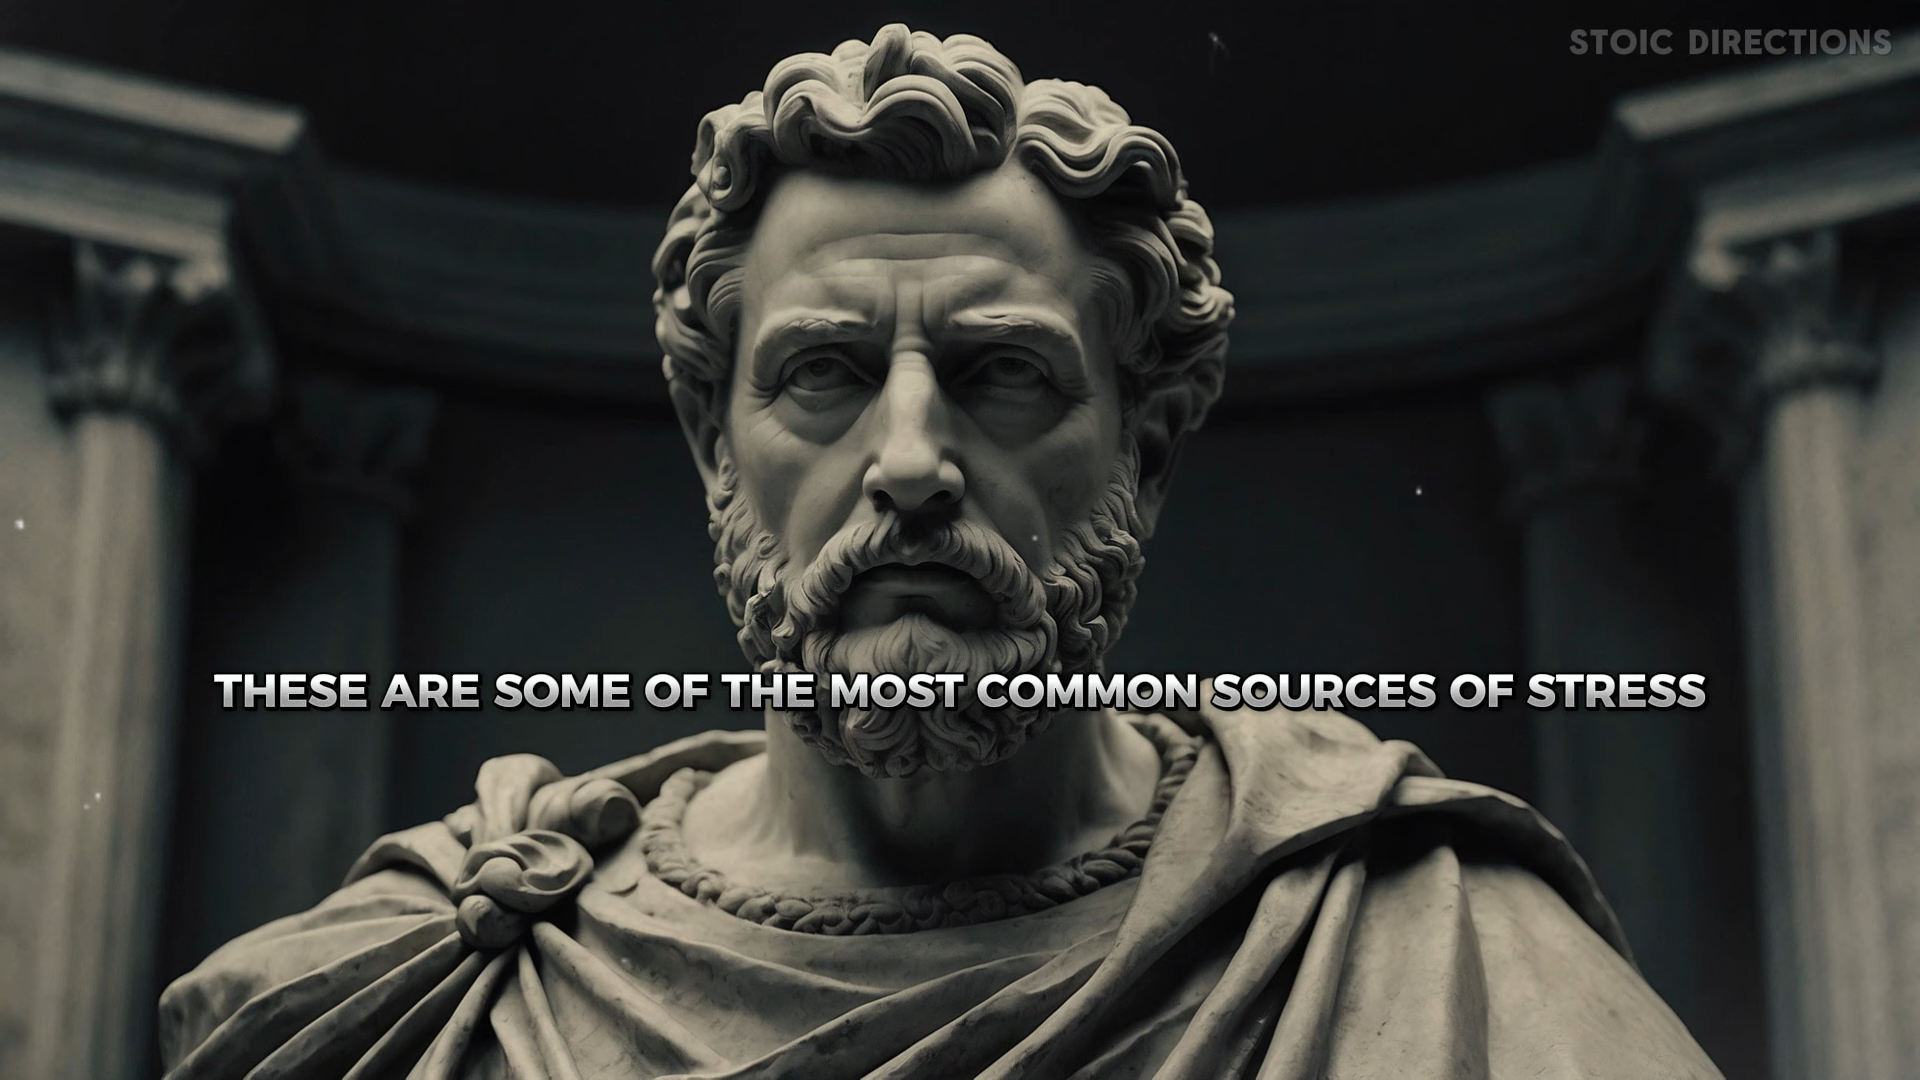 STOIC DIRECTIONS
THESE ARE SOME OF THE MOST COMMON SOURCES OF STRESS